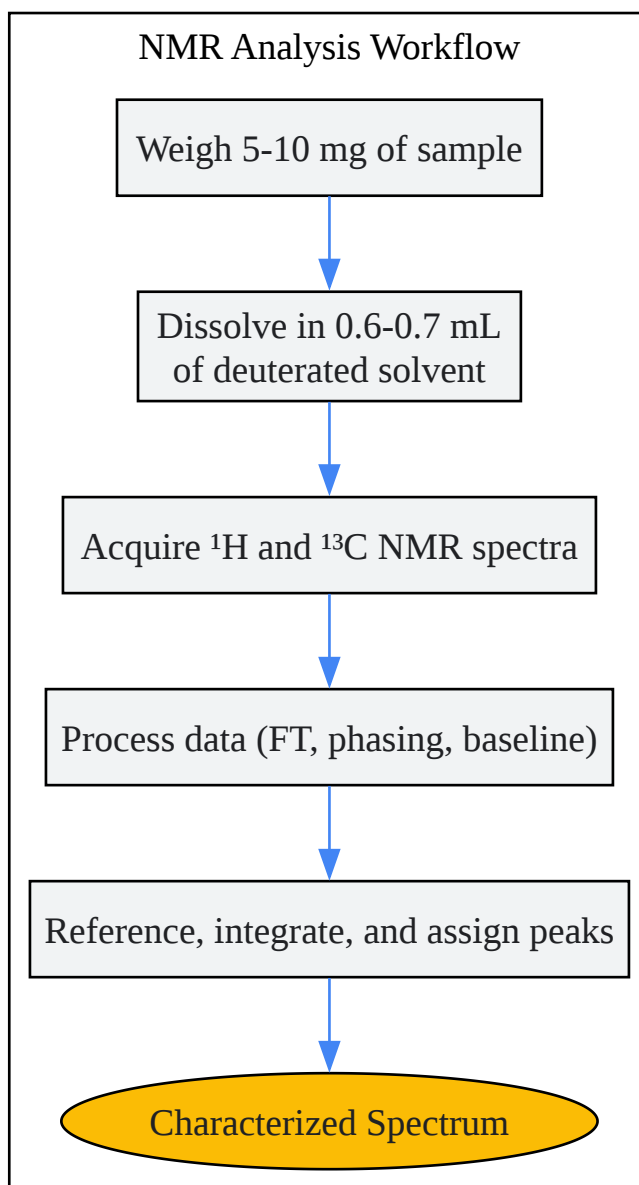 NMR Analysis Workflow
Weigh 5-10 mg of sample
Dissolve in 0.6-0.7 mL
of deuterated solvent
Acquire ¹H and ¹³C NMR spectra
Process data (FT, phasing, baseline)
Reference, integrate, and assign peaks
Characterized Spectrum